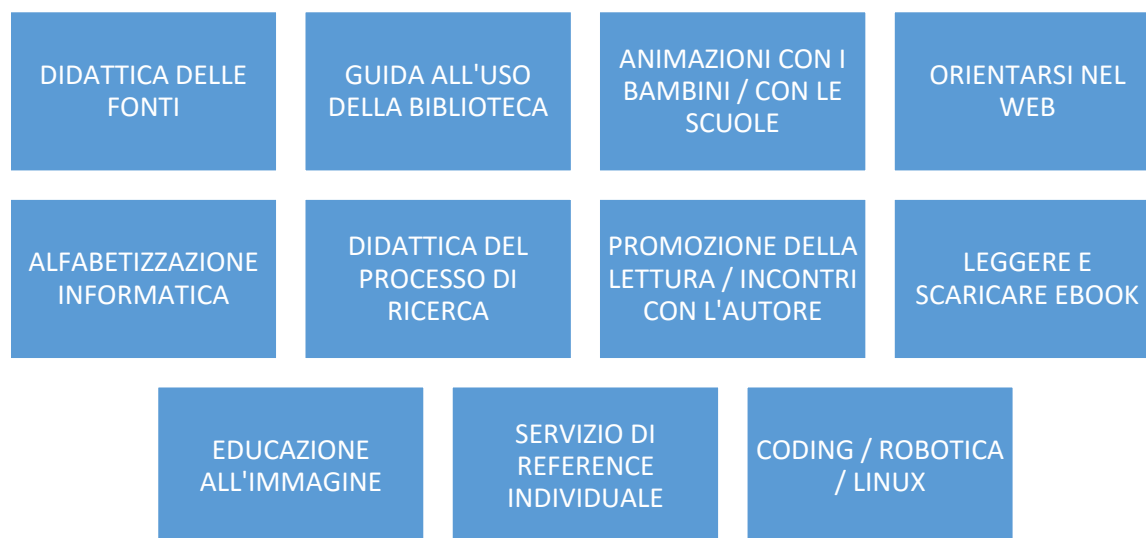 DIDATTICA DELLE
FONTI
GUIDA ALL'USO
DELLA BIBLIOTECA
ANIMAZIONI CON I
BAMBINI / CON LE
SCUOLE
ORIENTARSI NEL
WEB
ALFABETIZZAZIONE
INFORMATICA
DIDATTICA DEL
PROCESSO DI
RICERCA
PROMOZIONE DELLA
LETTURA / INCONTRI
CON L'AUTORE
LEGGERE E
SCARICARE EBOOK
EDUCAZIONE
ALL'IMMAGINE
SERVIZIO DI
REFERENCE
INDIVIDUALE
CODING / ROBOTICA
/ LINUX